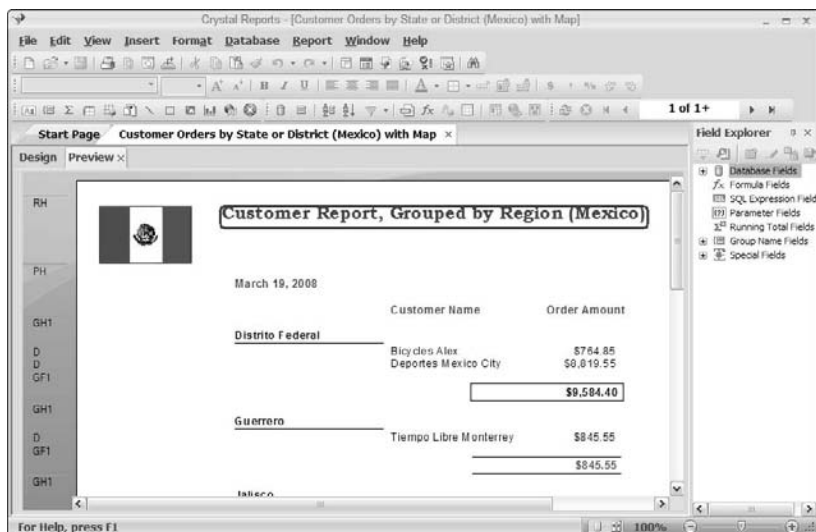 Crystal Reports - [Customer Orders by State or District (Mexico) with Map]
File Edit View Insert Format Database Report Window Help
1 of 1+
Start Page Customer Orders by State or District (Mexico) with Map ×
Field Explorer
Design Preview ×
Database Fields
Formula Fields
SQL Expression Field
Parameter Fields
Running Total Fields
Group Name Fields
Special Fields
RH
Customer Report, Grouped by Region (Mexico)
PH
March 19, 2008
Customer Name Order Amount
GH1
Distrito Federal
D
Bicycles Alex $764.85
D
Deportes Mexico City $8,819.55
GF1
$9,584.40
GH1
Guerrero
D
Tiempo Libre Monterrey $845.55
GF1
$845.55
GH1
Jalisco
For Help, press F1
100%